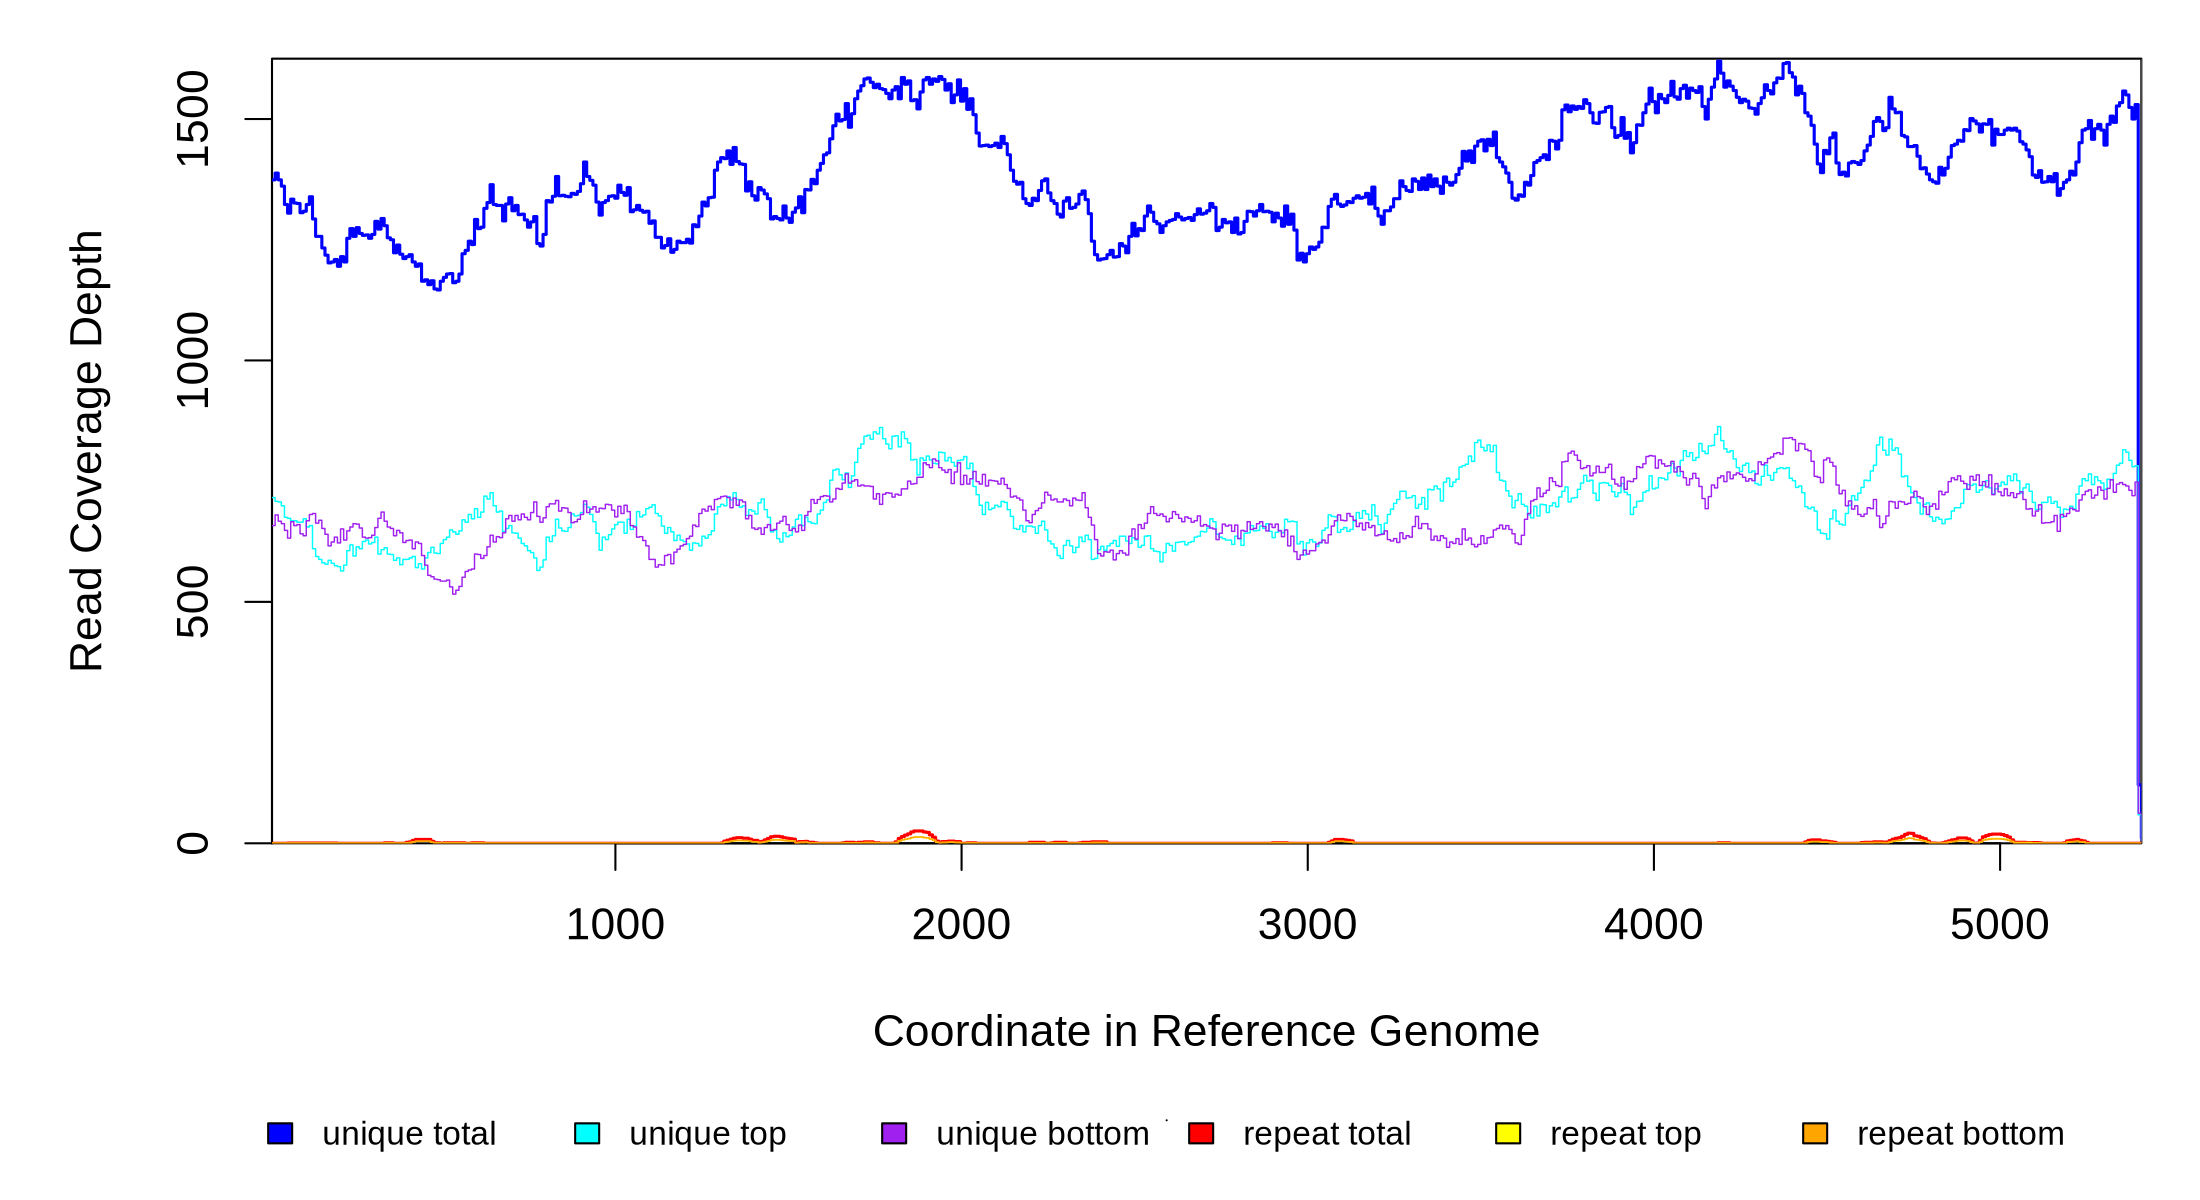 1500
1000
500
0
Read Coverage Depth
1000 2000 3000 4000 5000
Coordinate in Reference Genome
unique total unique top unique bottom repeat total repeat top repeat bottom